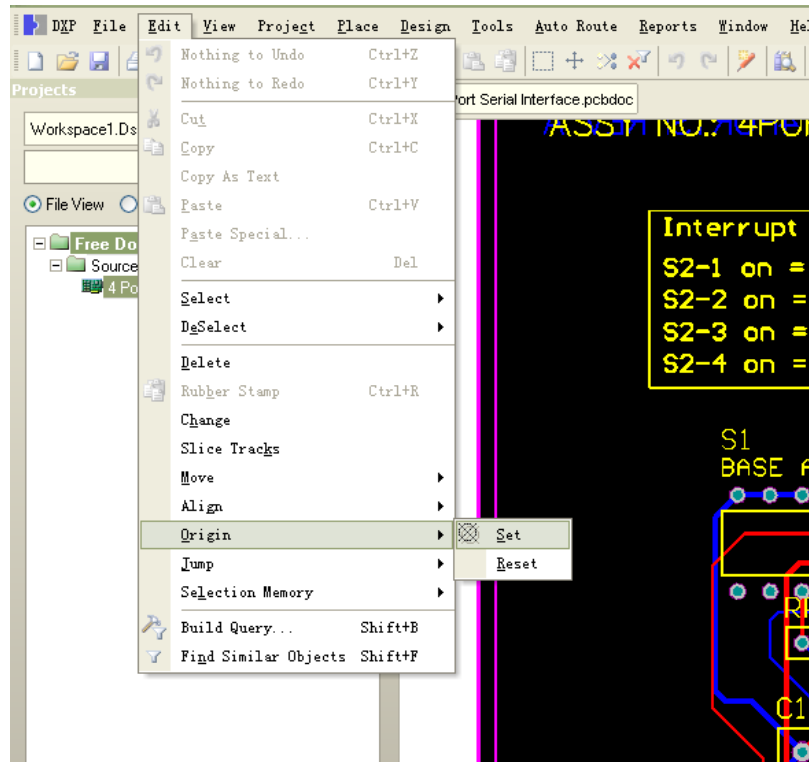 DXP File Edit View Project Place Design Tools Auto Route Reports Window
Projects
ort Serial Interface.pcbdoc
Workspace1.Ds
File View
Free Do
Source
4 Po
Nothing to Undo Ctrl+Z
Nothing to Redo Ctrl+Y
Cut Ctrl+X
Copy Ctrl+C
Copy As Text
Paste Ctrl+V
Paste Special...
Clear Del
Select
DeSelect
Delete
Rubber Stamp Ctrl+R
Change
Slice Tracks
Move
Align
Origin
Jump
Selection Memory
Build Query... Shift+B
Find Similar Objects Shift+F
Set
Reset
ASSY NO.: 4PO
Interrupt
S2-1 on =
S2-2 on =
S2-3 on =
S2-4 on =
S1
BASE A
C1